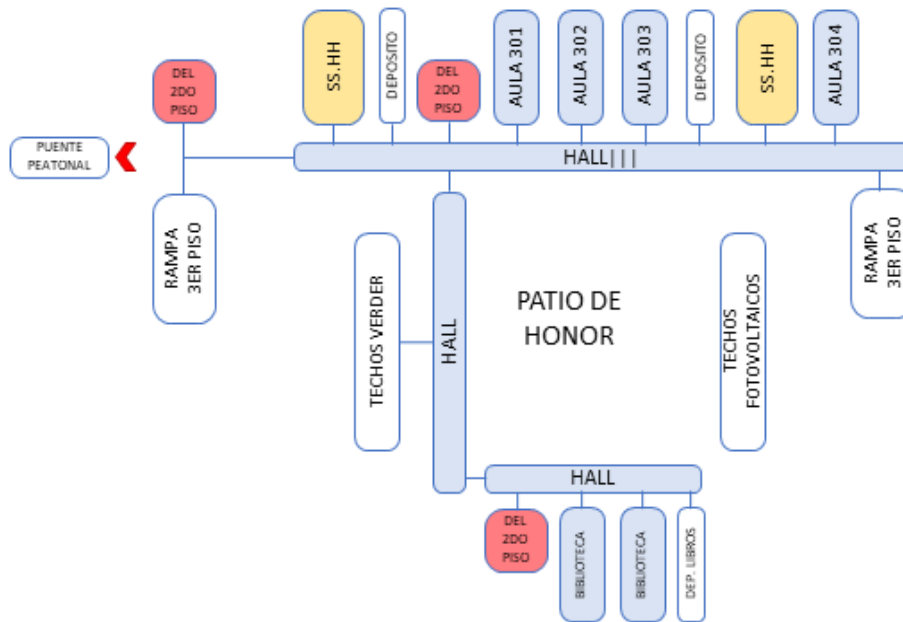 SS.HH
DEPOSITO
DEL
2DO
PISO
AULA 301
AULA 302
AULA 303
DEPOSITO
SS.HH
AULA 304
DEL
2DO
PISO
PUENTE
PEATONAL
HALL|||
RAMPA
3ER PISO
TECHOS VERDER
HALL
PATIO DE
HONOR
TECHOS
FOTOVOLTAICOS
RAMPA
3ER PISO
HALL
DEL
2DO
PISO
BIBLIOTECA
BIBLIOTECA
DEP. LIBROS